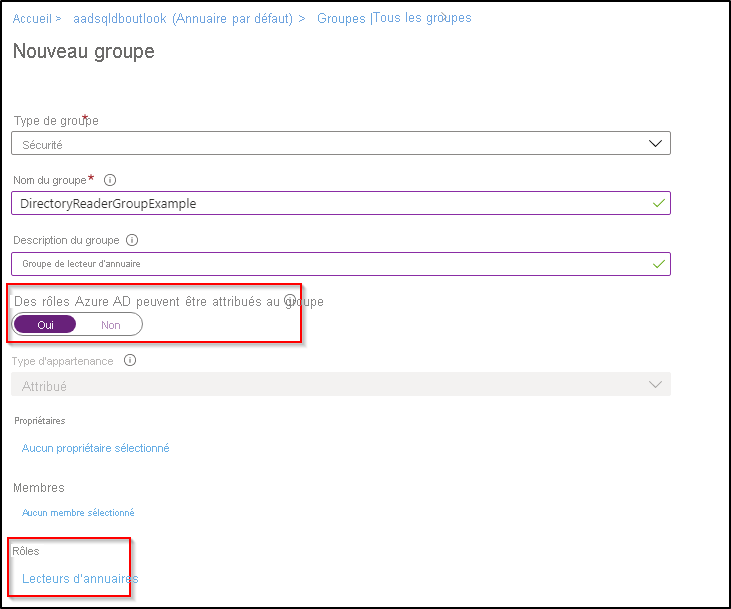 Accueil > aadsqldboutlook (Annuaire par défaut) > Groupes |Tous les groupes >
Nouveau groupe
Type de groupe *
Sécurité
Nom du groupe *
DirectoryReaderGroupExample
Description du groupe
Groupe de lecteur d'annuaire
Des rôles Azure AD peuvent être attribués au groupe
Oui Non
Type d'appartenance
Attribué
Propriétaires
Aucun propriétaire sélectionné
Membres
Aucun membre sélectionné
Rôles
Lecteurs d'annuaires